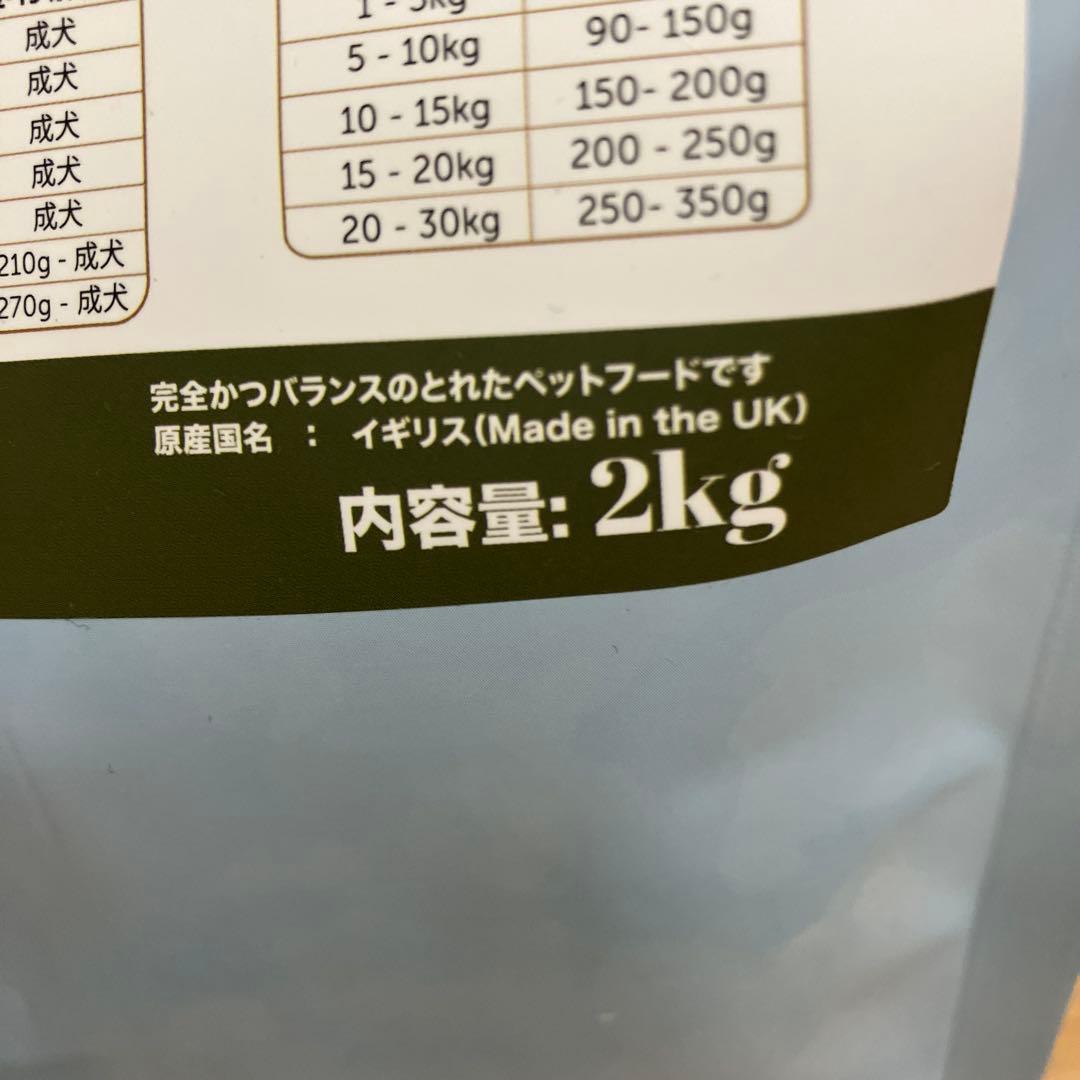 成犬
成犬
成犬
成犬
成犬
210g - 成犬
270g - 成犬
5 - 10kg 90- 150g
10 - 15kg 150- 200g
15 - 20kg 200 - 250g
20 - 30kg 250- 350g
完全かつバランスのとれたペットフードです
原産国名 : イギリス(Made in the UK)
内容量: 2kg